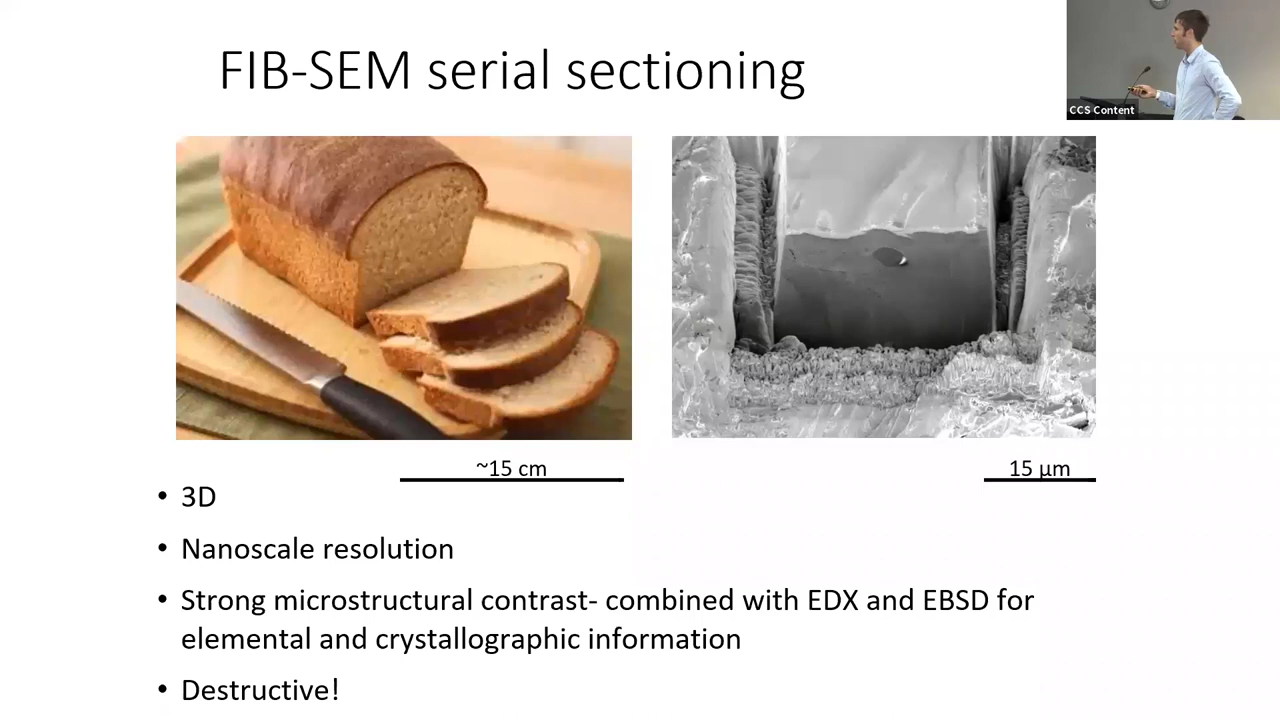 FIB-SEM serial sectioning
CCS Content
~15 cm
15 µm
• 3D
• Nanoscale resolution
• Strong microstructural contrast- combined with EDX and EBSD for
elemental and crystallographic information
• Destructive!